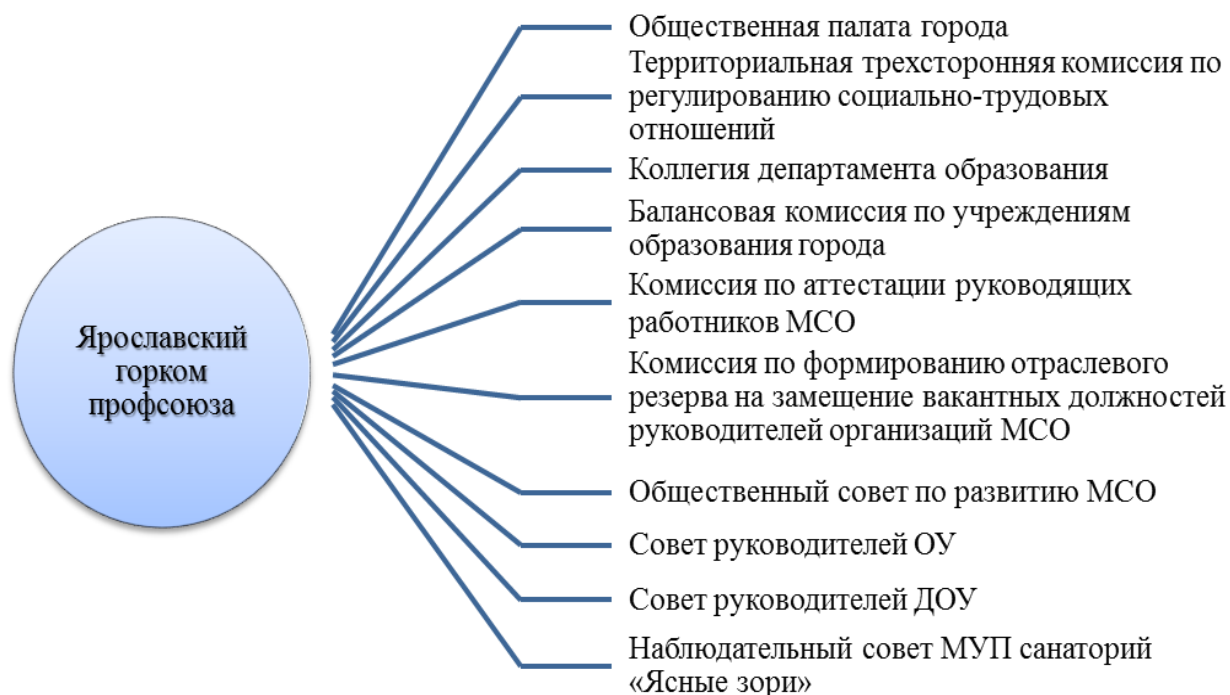 Ярославский
горком
профсоюза
Общественная палата города
Территориальная трехсторонняя комиссия по
регулированию социально-трудовых
отношений
Коллегия департамента образования
Балансовая комиссия по учреждениям
образования города
Комиссия по аттестации руководящих
работников МСО
Комиссия по формированию отраслевого
резерва на замещение вакантных должностей
руководителей организаций МСО
Общественный совет по развитию МСО
Совет руководителей ОУ
Совет руководителей ДОУ
Наблюдательный совет МУП санаторий
«Ясные зори»